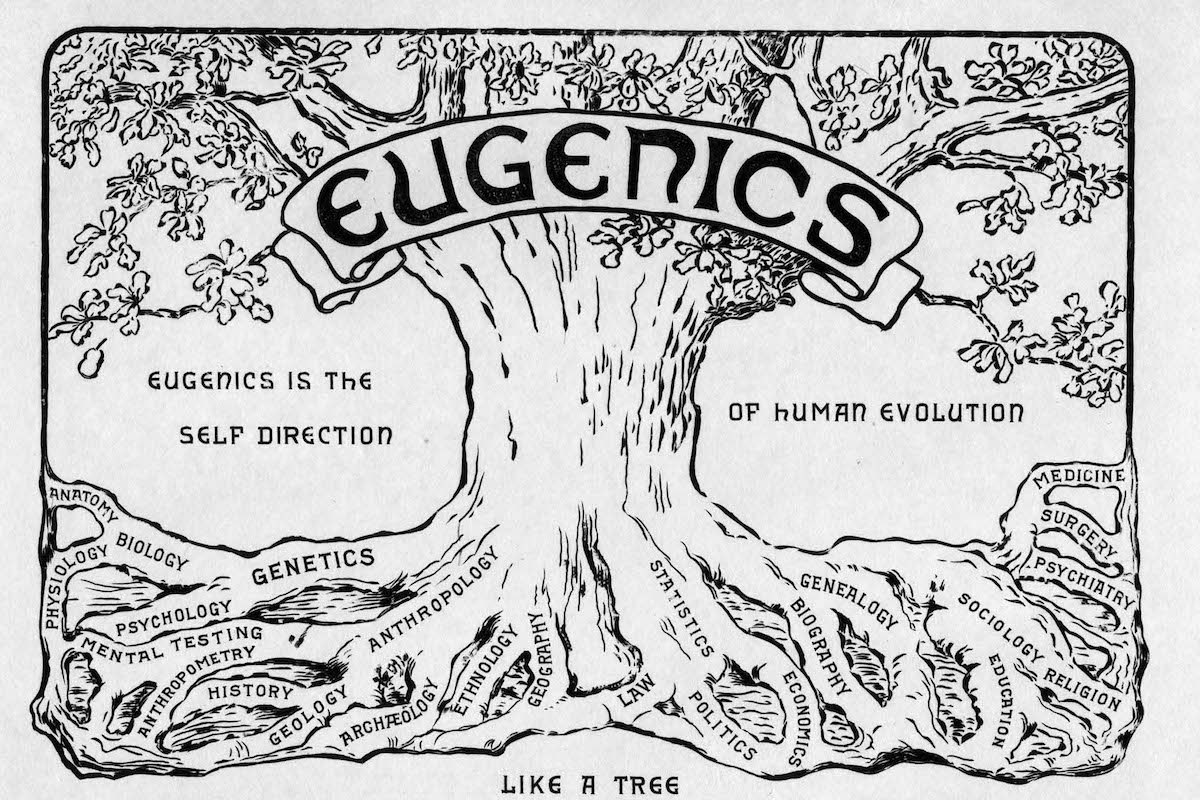 EUGENICS
EUGENICS IS THE
SELF DIRECTION
OF HUMAN EVOLUTION
ANATOMY
PHYSIOLOGY
BIOLOGY
GENETICS
PSYCHOLOGY
MENTAL TESTING
ANTHROPOMETRY
HISTORY
ANTHROPOLOGY
GEOLOGY
ARCHÆOLOGY
ETHNOLOGY
GEOGRAPHY
LAW
STATISTICS
POLITICS
ECONOMICS
BIOGRAPHY
GENEALOGY
SOCIOLOGY
EDUCATION
RELIGION
PSYCHIATRY
SURGERY
MEDICINE
LIKE A TREE